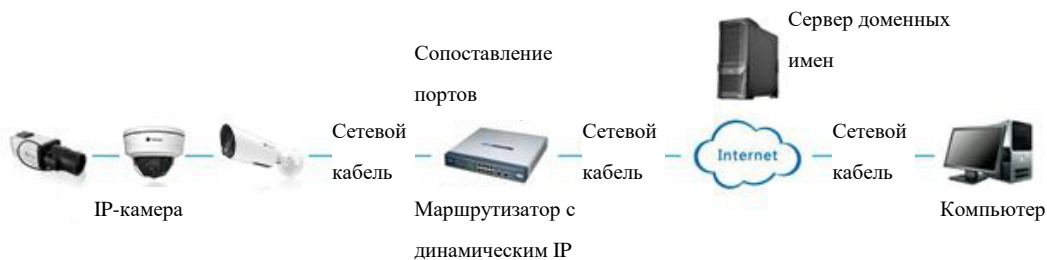 Сервер доменных
имен
Сопоставление
портов
Сетевой
кабель
Сетевой
кабель
Internet
Сетевой
кабель
IP-камера
Маршрутизатор с
динамическим IP
Компьютер